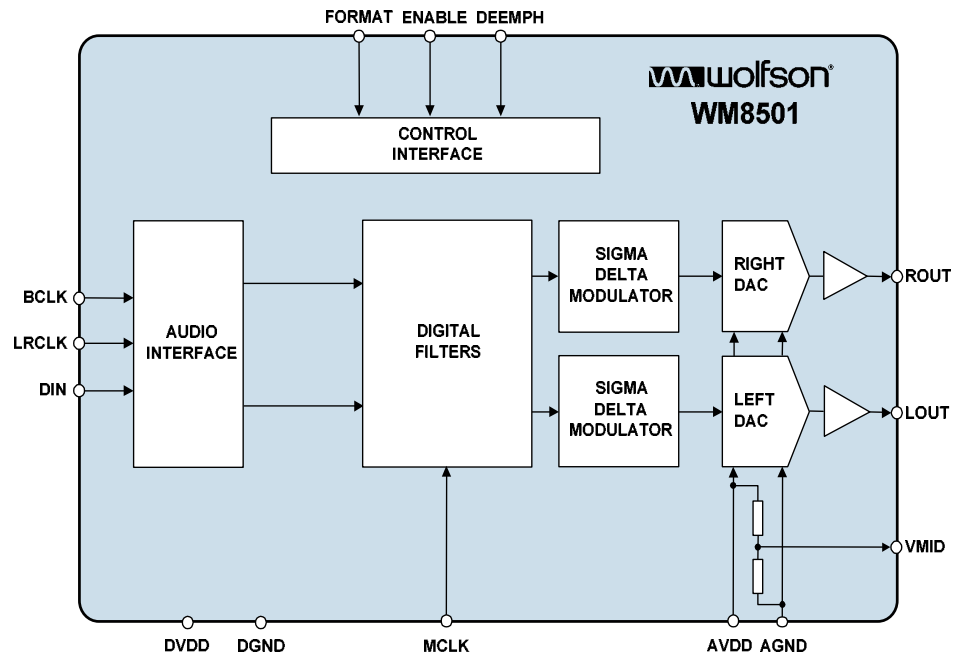 FORMAT ENABLE DEEMPH
wolfson®
WM8501
CONTROL
INTERFACE
BCLK
LRCLK
DIN
AUDIO
INTERFACE
DIGITAL
FILTERS
SIGMA
DELTA
MODULATOR
RIGHT
DAC
ROUT
SIGMA
DELTA
MODULATOR
LEFT
DAC
LOUT
VMID
DVDD DGND MCLK AVDD AGND